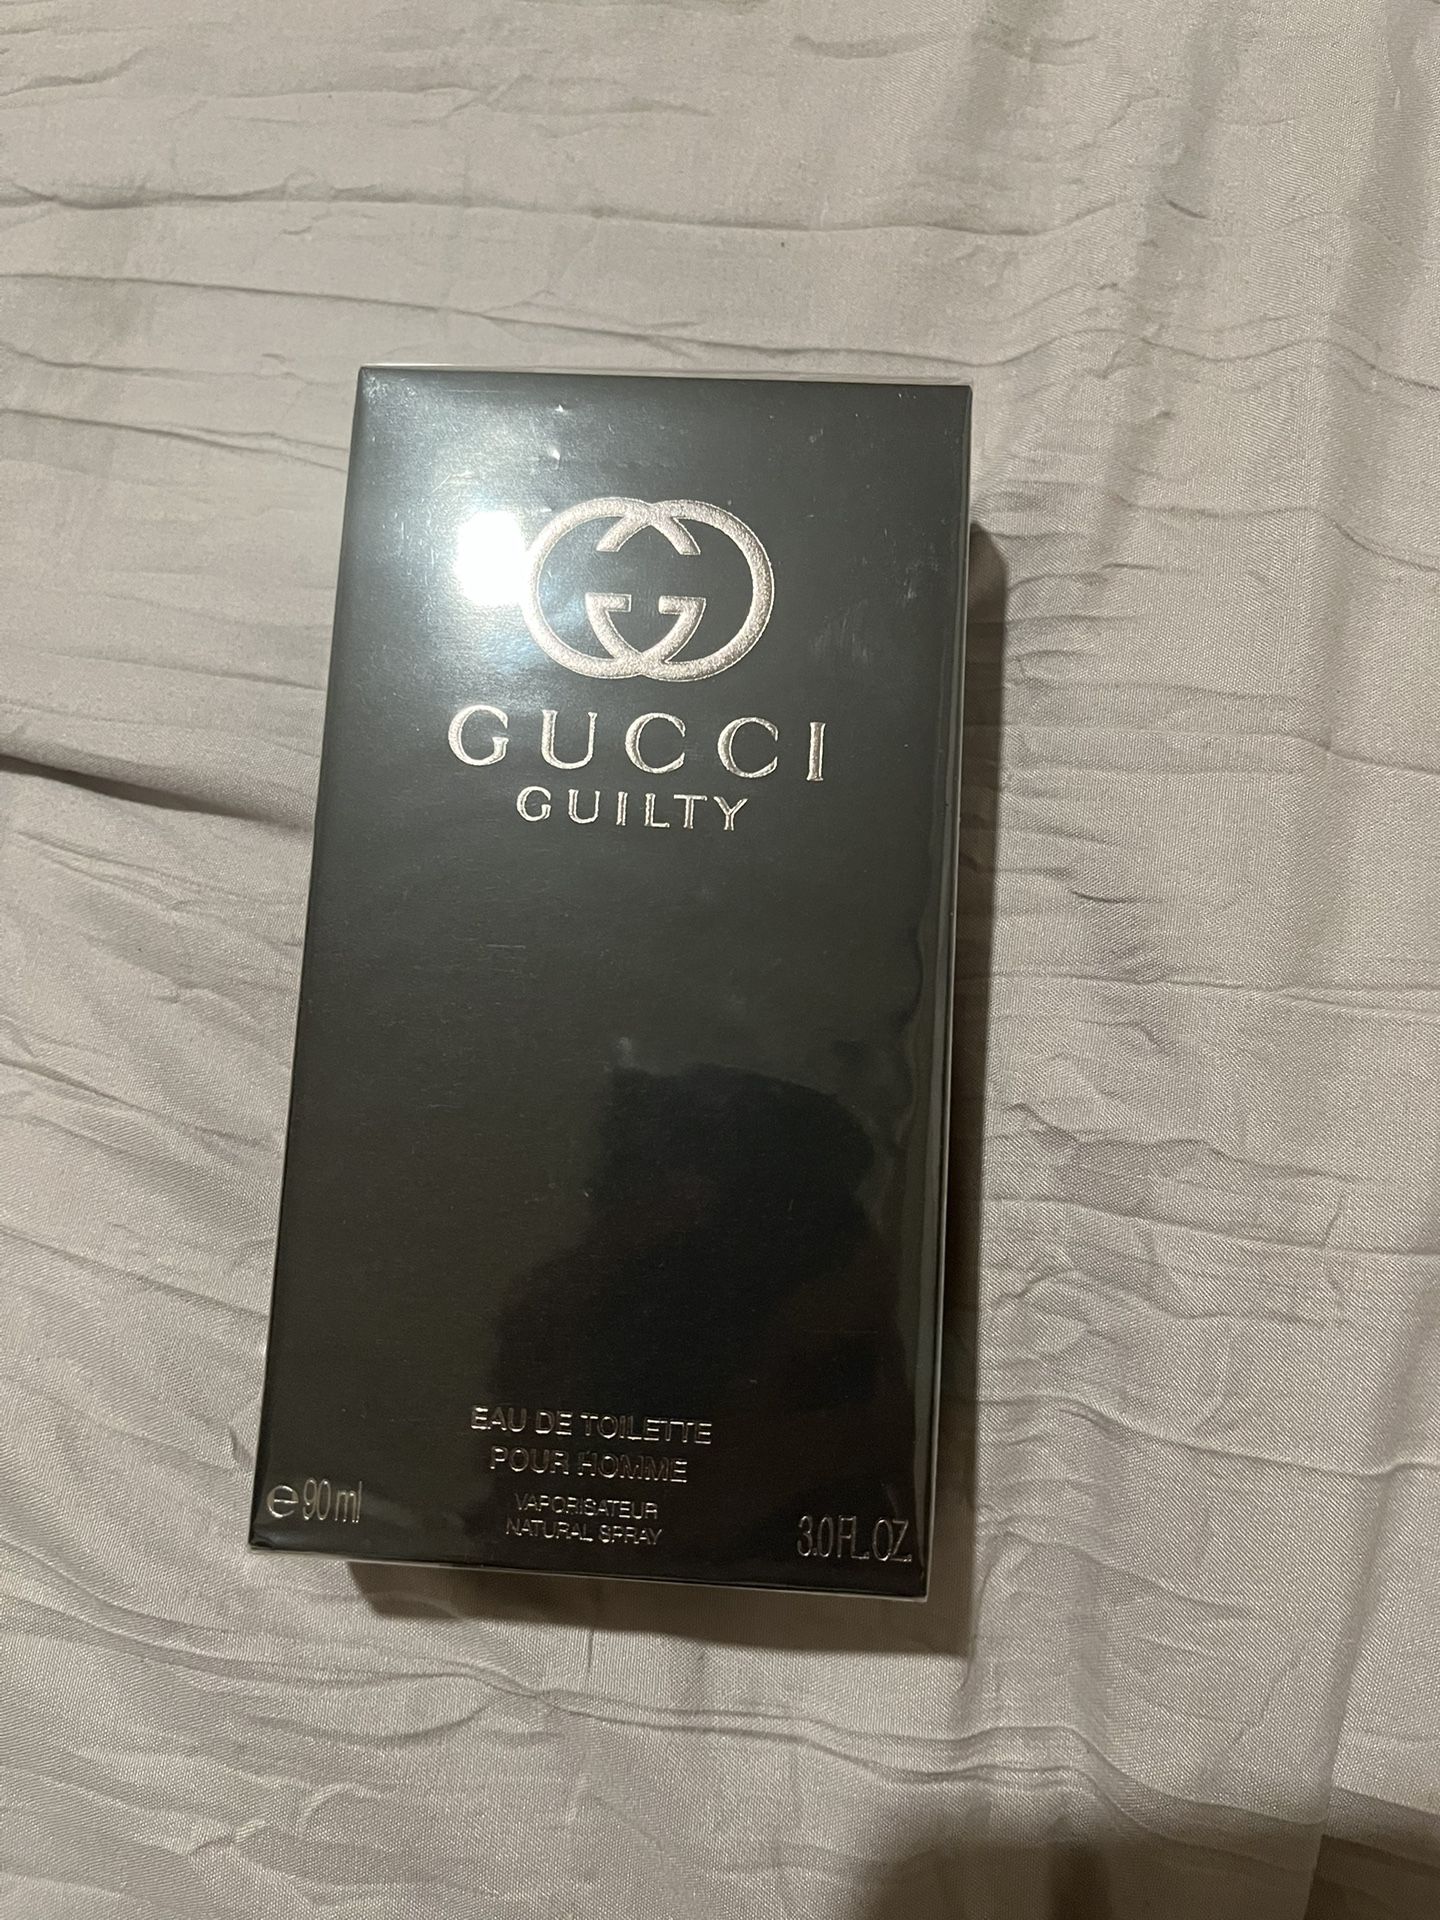 GUCCI
GUILTY
EAU DE TOILETTE
POUR HOMME
VAPORISATEUR
NATURAL SPRAY
℮ 90 ml
3.0 FL.OZ.